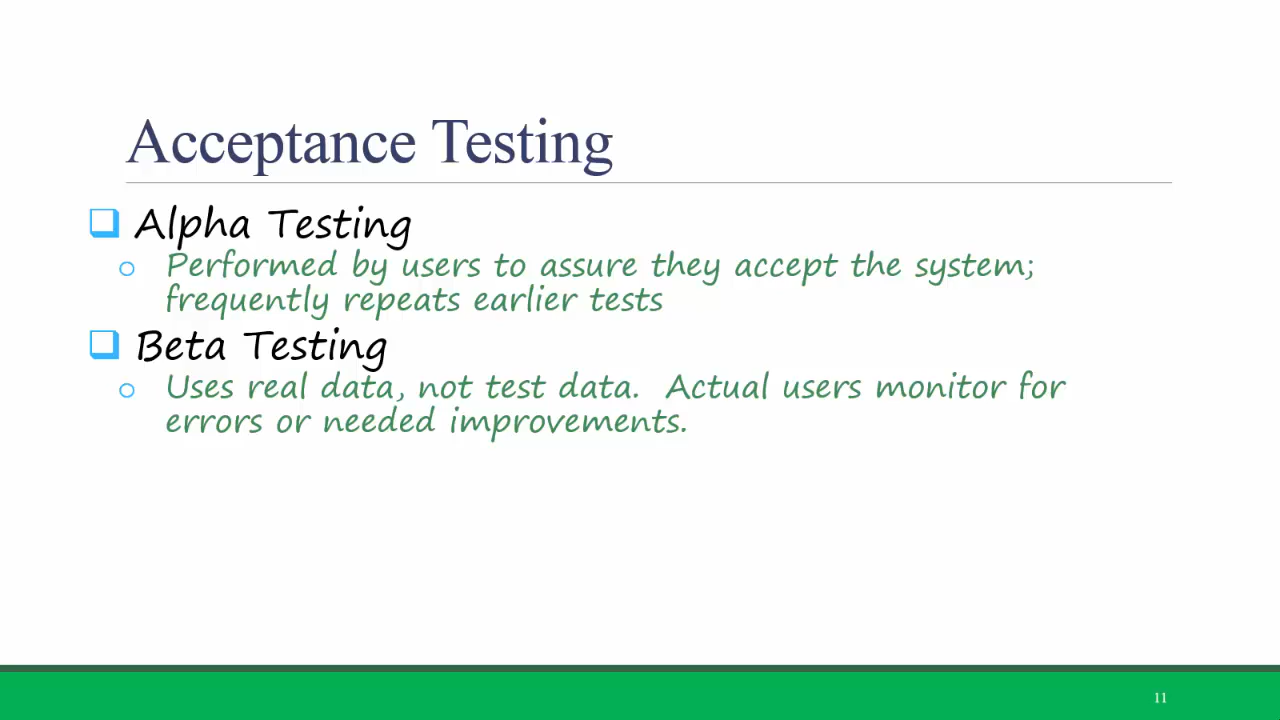 Acceptance Testing
Alpha Testing
Performed by users to assure they accept the system;
frequently repeats earlier tests
Beta Testing
Uses real data, not test data.  Actual users monitor for
errors or needed improvements.
11